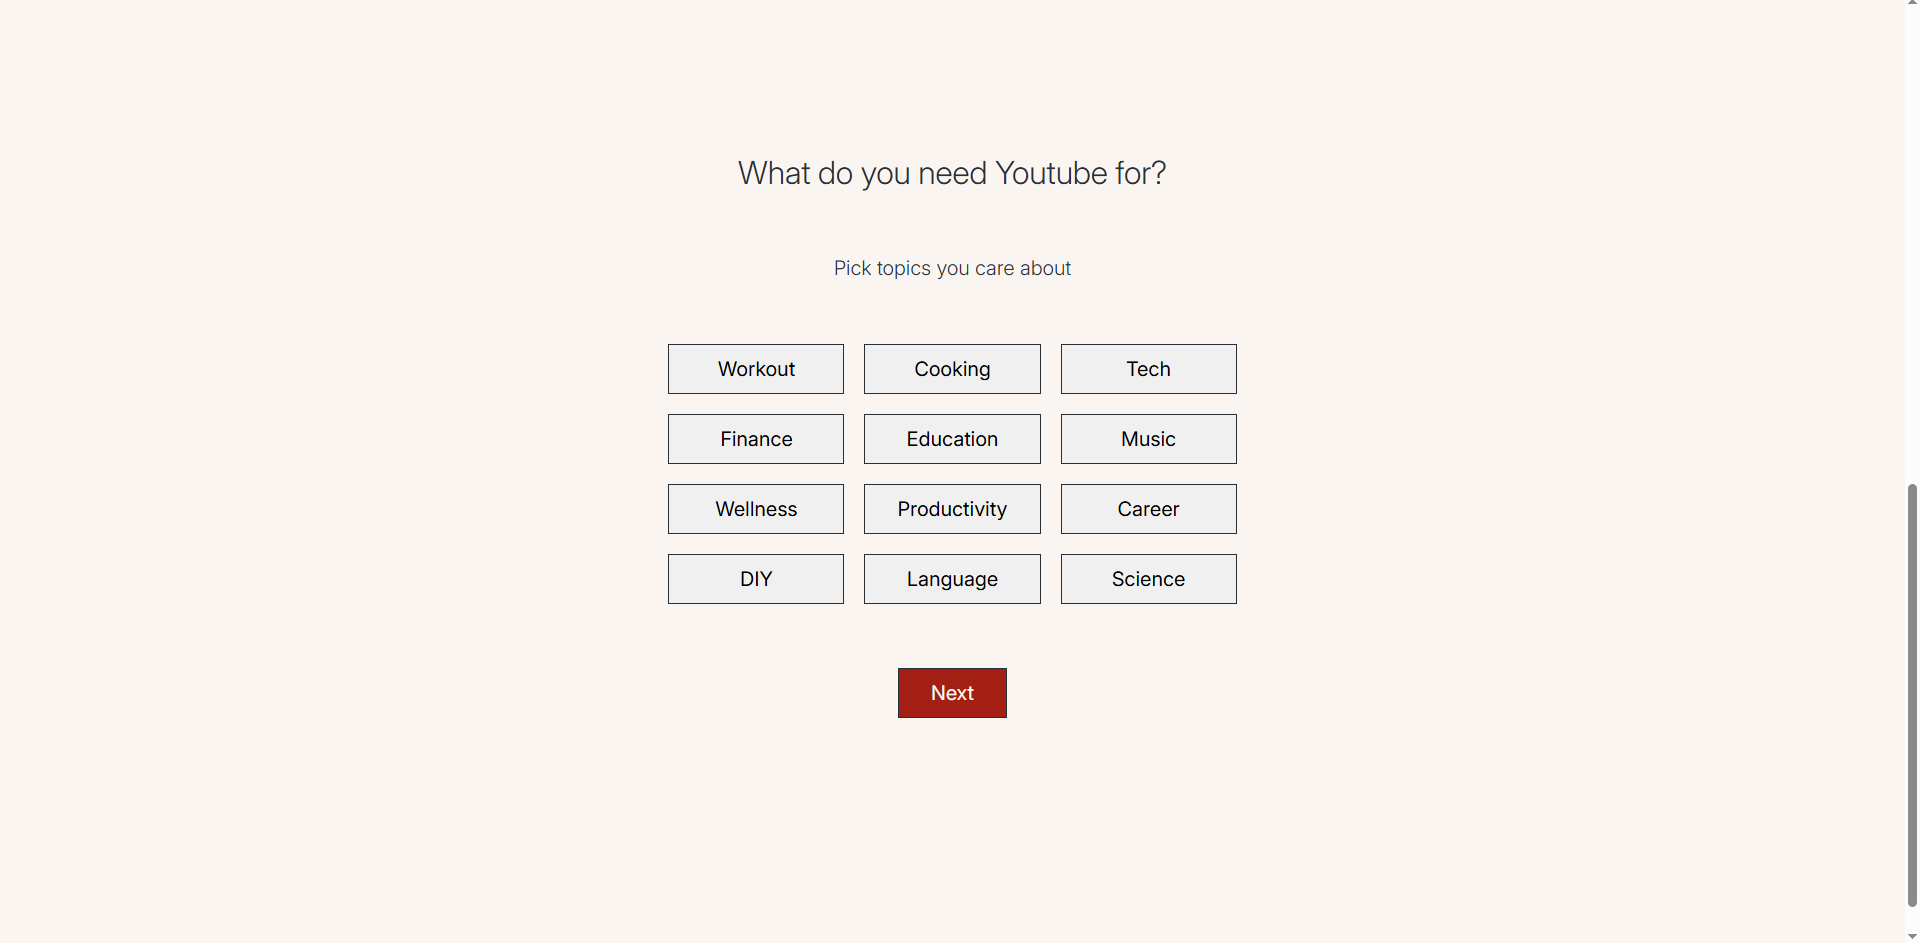 What do you need Youtube for?
Pick topics you care about
Workout Cooking Tech
Finance Education Music
Wellness Productivity Career
DIY Language Science
Next